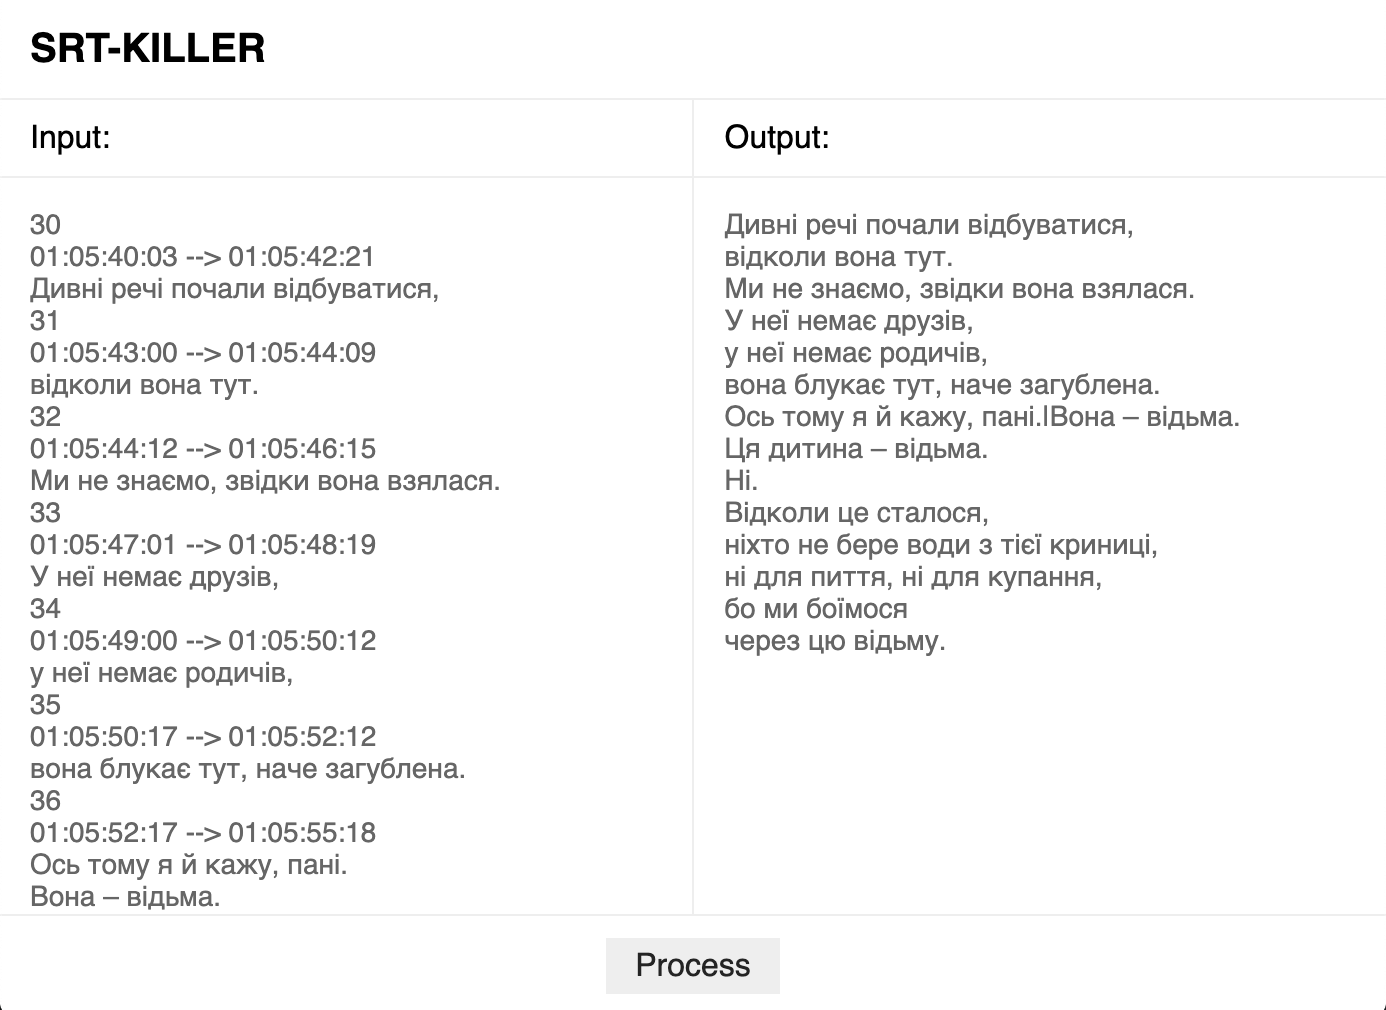 SRT-KILLER
Input:
30
01:05:40:03 --> 01:05:42:21
Дивні речі почали відбуватися,
31
01:05:43:00 --> 01:05:44:09
відколи вона тут.
32
01:05:44:12 --> 01:05:46:15
Ми не знаємо, звідки вона взялася.
33
01:05:47:01 --> 01:05:48:19
У неї немає друзів,
34
01:05:49:00 --> 01:05:50:12
у неї немає родичів,
35
01:05:50:17 --> 01:05:52:12
вона блукає тут, наче загублена.
36
01:05:52:17 --> 01:05:55:18
Ось тому я й кажу, пані.
Вона – відьма.
Output:
Дивні речі почали відбуватися,
відколи вона тут.
Ми не знаємо, звідки вона взялася.
У неї немає друзів,
у неї немає родичів,
вона блукає тут, наче загублена.
Ось тому я й кажу, пані.|Вона – відьма.
Ця дитина – відьма.
Ні.
Відколи це сталося,
ніхто не бере води з тієї криниці,
ні для пиття, ні для купання,
бо ми боїмося
через цю відьму.
Process